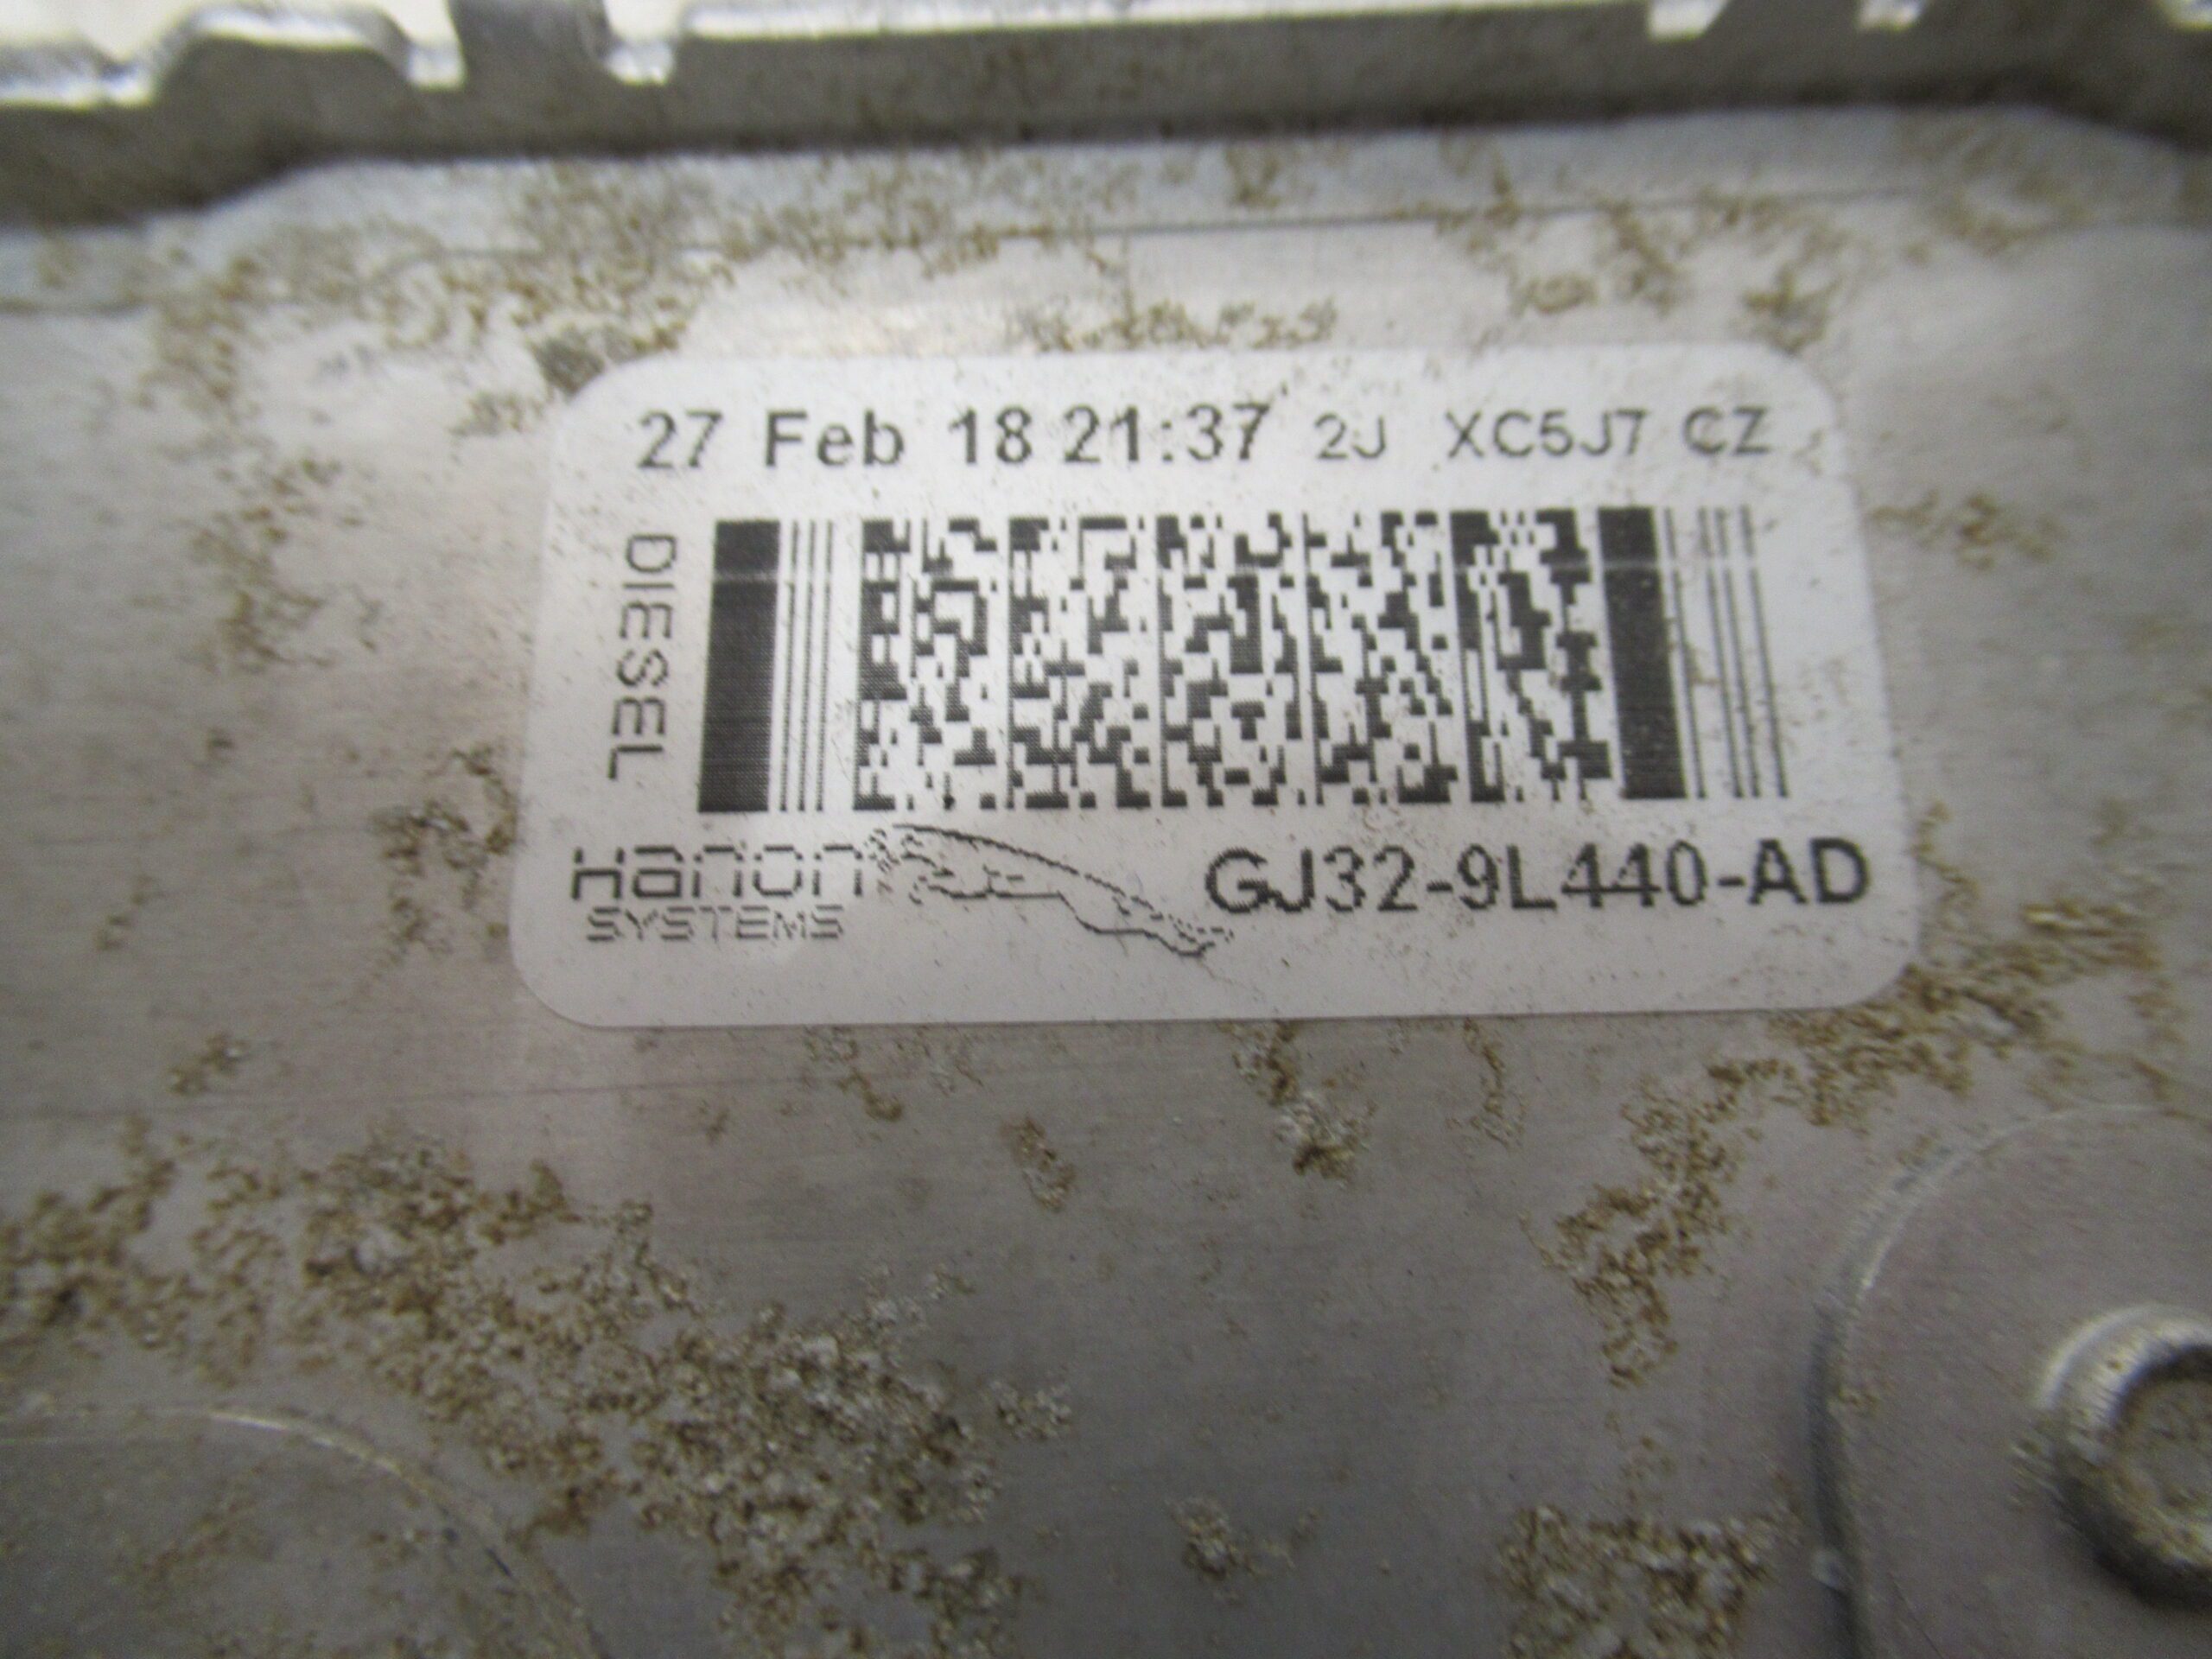 27 Feb 18 21:37 2J XC5J7 CZ
DIESEL
Hanon
SYSTEMS
GJ32-9L440-AD